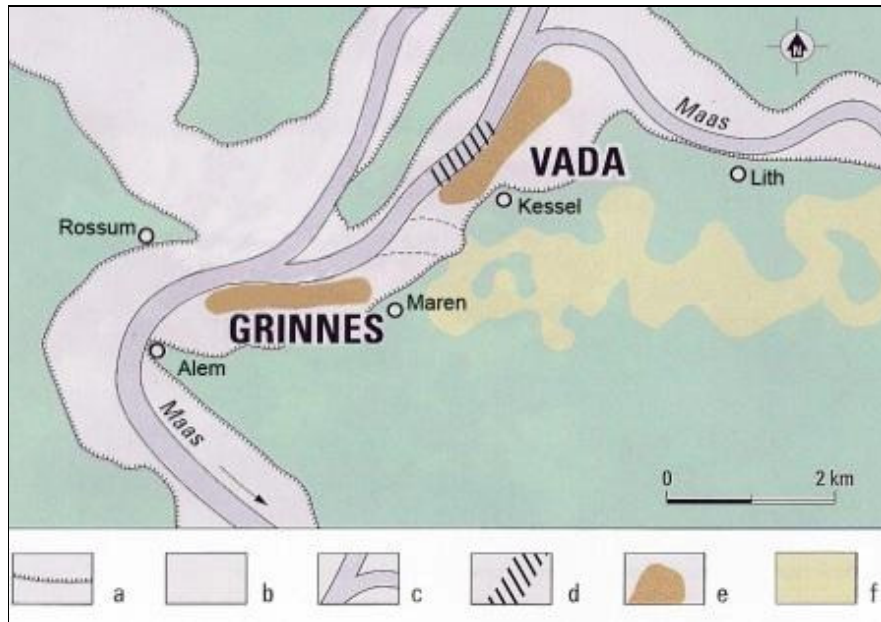 N
Maas
VADA
Lith
Kessel
Rossum
Maren
GRINNES
Alem
Maas
0 2 km
a b c d e f